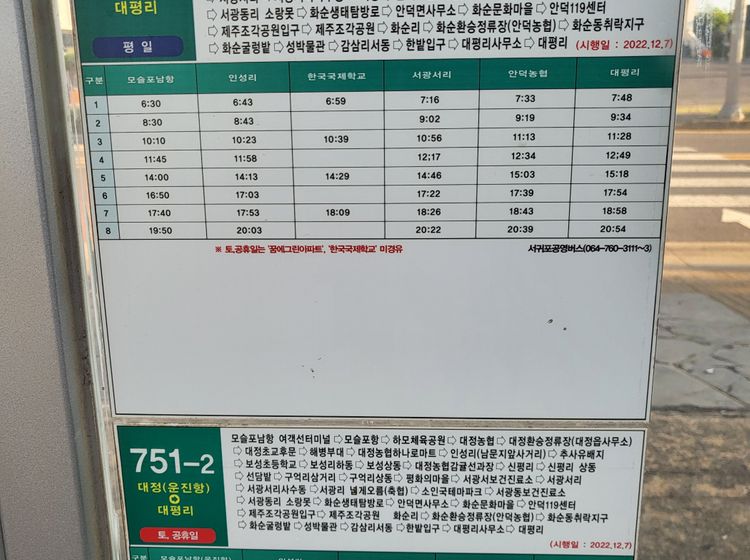 대평리
평 일
⇨ 서광동리 소랑못 ⇨ 화순생태탐방로 ⇨ 안덕면사무소 ⇨ 화순문화마을 ⇨ 안덕119센터
⇨ 제주조각공원입구 ⇨ 제주조각공원 ⇨ 화순리 ⇨ 화순환승정류장(안덕농협) ⇨ 화순동취락지구
⇨ 화순굴렁밭 ⇨ 성박물관 ⇨ 감삼리서동 ⇨ 한밭입구 ⇨ 대평리사무소 ⇨ 대평리 (시행일 : 2022.12.7)
구분 모슬포남항 인성리 한국국제학교 서광서리 안덕농협 대평리
1 6:30 6:43 6:59 7:16 7:33 7:48
2 8:30 8:43 9:02 9:19 9:34
3 10:10 10:23 10:39 10:56 11:13 11:28
4 11:45 11:58 12;17 12:34 12;49
5 14:00 14:13 14:29 14:46 15:03 15:18
6 16:50 17:03 17:22 17:39 17:54
7 17:40 17:53 18:09 18:26 18:43 18:58
8 19:50 20:03 20:22 20:39 20:54
※ 토,공휴일는 '꿈에그린아파트', '한국국제학교' 미경유 서귀포공영버스(064-760-3111~3)
751-2
대정(운진항)
대평리
토, 공휴일
모슬포남항 여객선터미널 ⇨ 모슬포항 ⇨ 하모체육공원 ⇨ 대정농협 ⇨ 대정환승정류장(대정읍사무소)
⇨ 대정초교후문 ⇨ 해병부대 ⇨ 대정농협하나로마트 ⇨ 인성리(남문지앞사거리) ⇨ 추사유배지
⇨ 보성초등학교 ⇨ 보성리하동 ⇨ 보성상동 ⇨ 대정농협감귤선과장 ⇨ 신평리 ⇨ 신평리 상동
⇨ 선담밭 ⇨ 구억리삼거리 ⇨ 구억리상동 ⇨ 평화의마을 ⇨ 서광서보건진료소 ⇨ 서광서리
⇨ 서광서리사수동 ⇨ 서광리 넓게오름(축협) ⇨ 소인국테마파크 ⇨ 서광동보건진료소
⇨ 서광동리 소랑못 ⇨ 화순생태탐방로 ⇨ 안덕면사무소 ⇨ 화순문화마을 ⇨ 안덕119센터
⇨ 제주조각공원입구 ⇨ 제주조각공원 화순리 ⇨ 화순환승정류장(안덕농협) ⇨ 화순동취락지구
⇨ 화순굴렁밭 ⇨ 성박물관 ⇨ 감삼리서동 ⇨ 한밭입구 ⇨ 대평리사무소 ⇨ 대평리
(시행일 : 2022,12,7)
구분 모슬포남항(운진항) 인성리